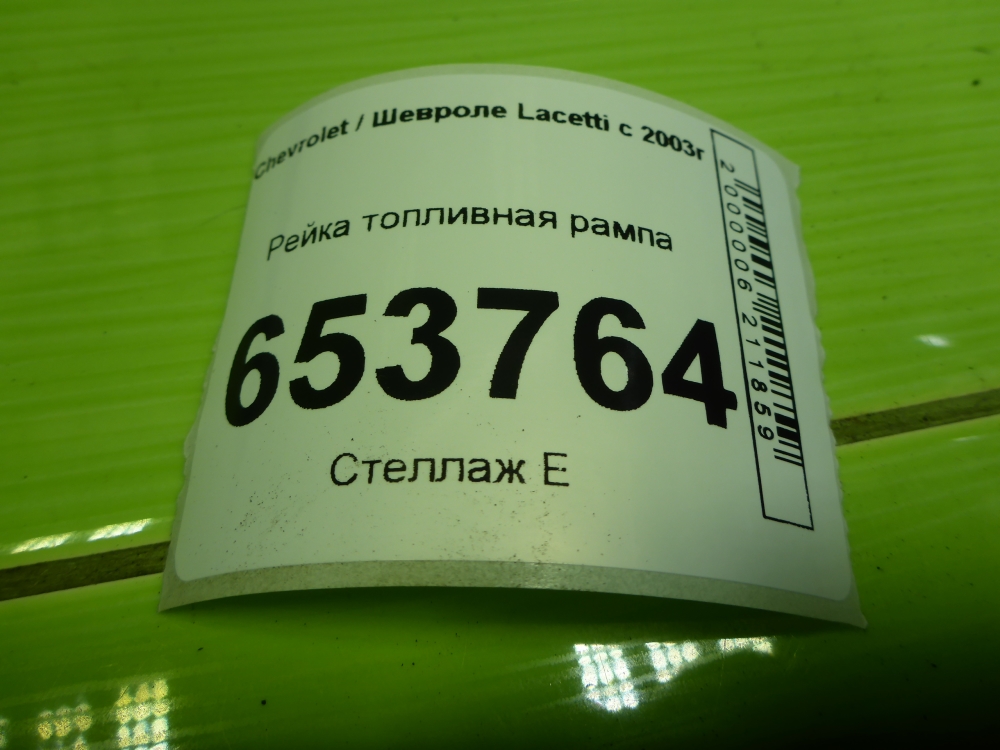 Chevrolet / Шевроле Lacetti с 2003г
Рейка топливная рампа
653764
Стеллаж Е
2000006211859